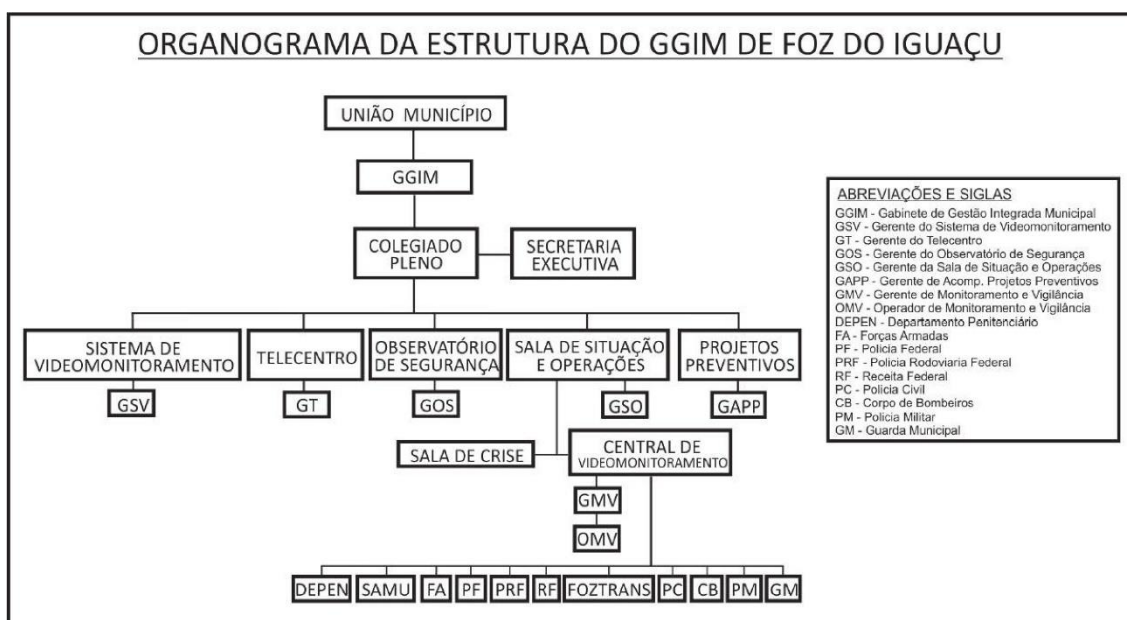 ORGANOGRAMA DA ESTRUTURA DO GGIM DE FOZ DO IGUAÇU
UNIÃO MUNICÍPIO
GGIM
COLEGIADO
PLENO
SECRETARIA
EXECUTIVA
SISTEMA DE
VIDEOMONITORAMENTO
TELECENTRO
OBSERVATÓRIO
DE SEGURANÇA
SALA DE SITUAÇÃO
E OPERAÇÕES
PROJETOS
PREVENTIVOS
GSV
GT
GOS
GSO
GAPP
SALA DE CRISE
CENTRAL DE
VIDEOMONITORAMENTO
GMV
OMV
DEPEN
SAMU
FA
PF
PRF
RF
FOZTRANS
PC
CB
PM
GM
ABREVIAÇÕES E SIGLAS
GGIM - Gabinete de Gestão Integrada Municipal
GSV - Gerente do Sistema de Videomonitoramento
GT - Gerente do Telecentro
GOS - Gerente do Observatório de Segurança
GSO - Gerente da Sala de Situação e Operações
GAPP - Gerente de Acomp. Projetos Preventivos
GMV - Gerente de Monitoramento e Vigilância
OMV - Operador de Monitoramento e Vigilância
DEPEN - Departamento Penitenciário
FA - Forças Armadas
PF - Policia Federal
PRF - Policia Rodoviaria Federal
RF - Receita Federal
PC - Policia Civil
CB - Corpo de Bombeiros
PM - Policia Militar
GM - Guarda Municipal